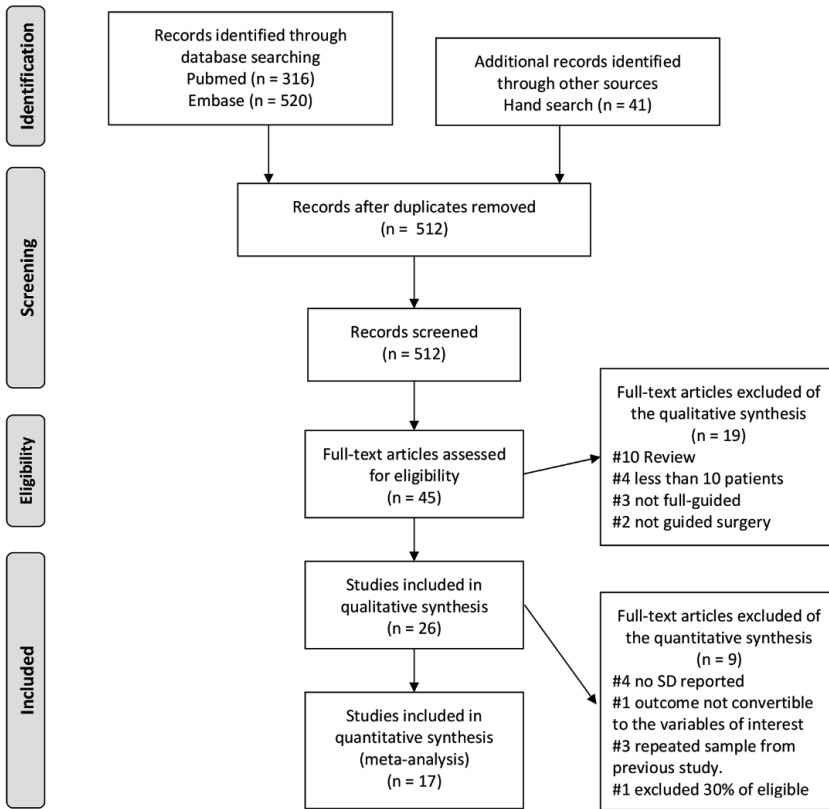 Identification
Records identified through
database searching
Pubmed (n = 316)
Embase (n = 520)
Additional records identified
through other sources
Hand search (n = 41)
Screening
Records after duplicates removed
(n = 512)
Records screened
(n = 512)
Eligibility
Full-text articles assessed
for eligibility
(n = 45)
Full-text articles excluded of
the qualitative synthesis
(n = 19)
#10 Review
#4 less than 10 patients
#3 not full-guided
#2 not guided surgery
Included
Studies included in
qualitative synthesis
(n = 26)
Full-text articles excluded of
the quantitative synthesis
(n = 9)
#4 no SD reported
#1 outcome not convertible
to the variables of interest
#3 repeated sample from
previous study.
#1 excluded 30% of eligible
Studies included in
quantitative synthesis
(meta-analysis)
(n = 17)